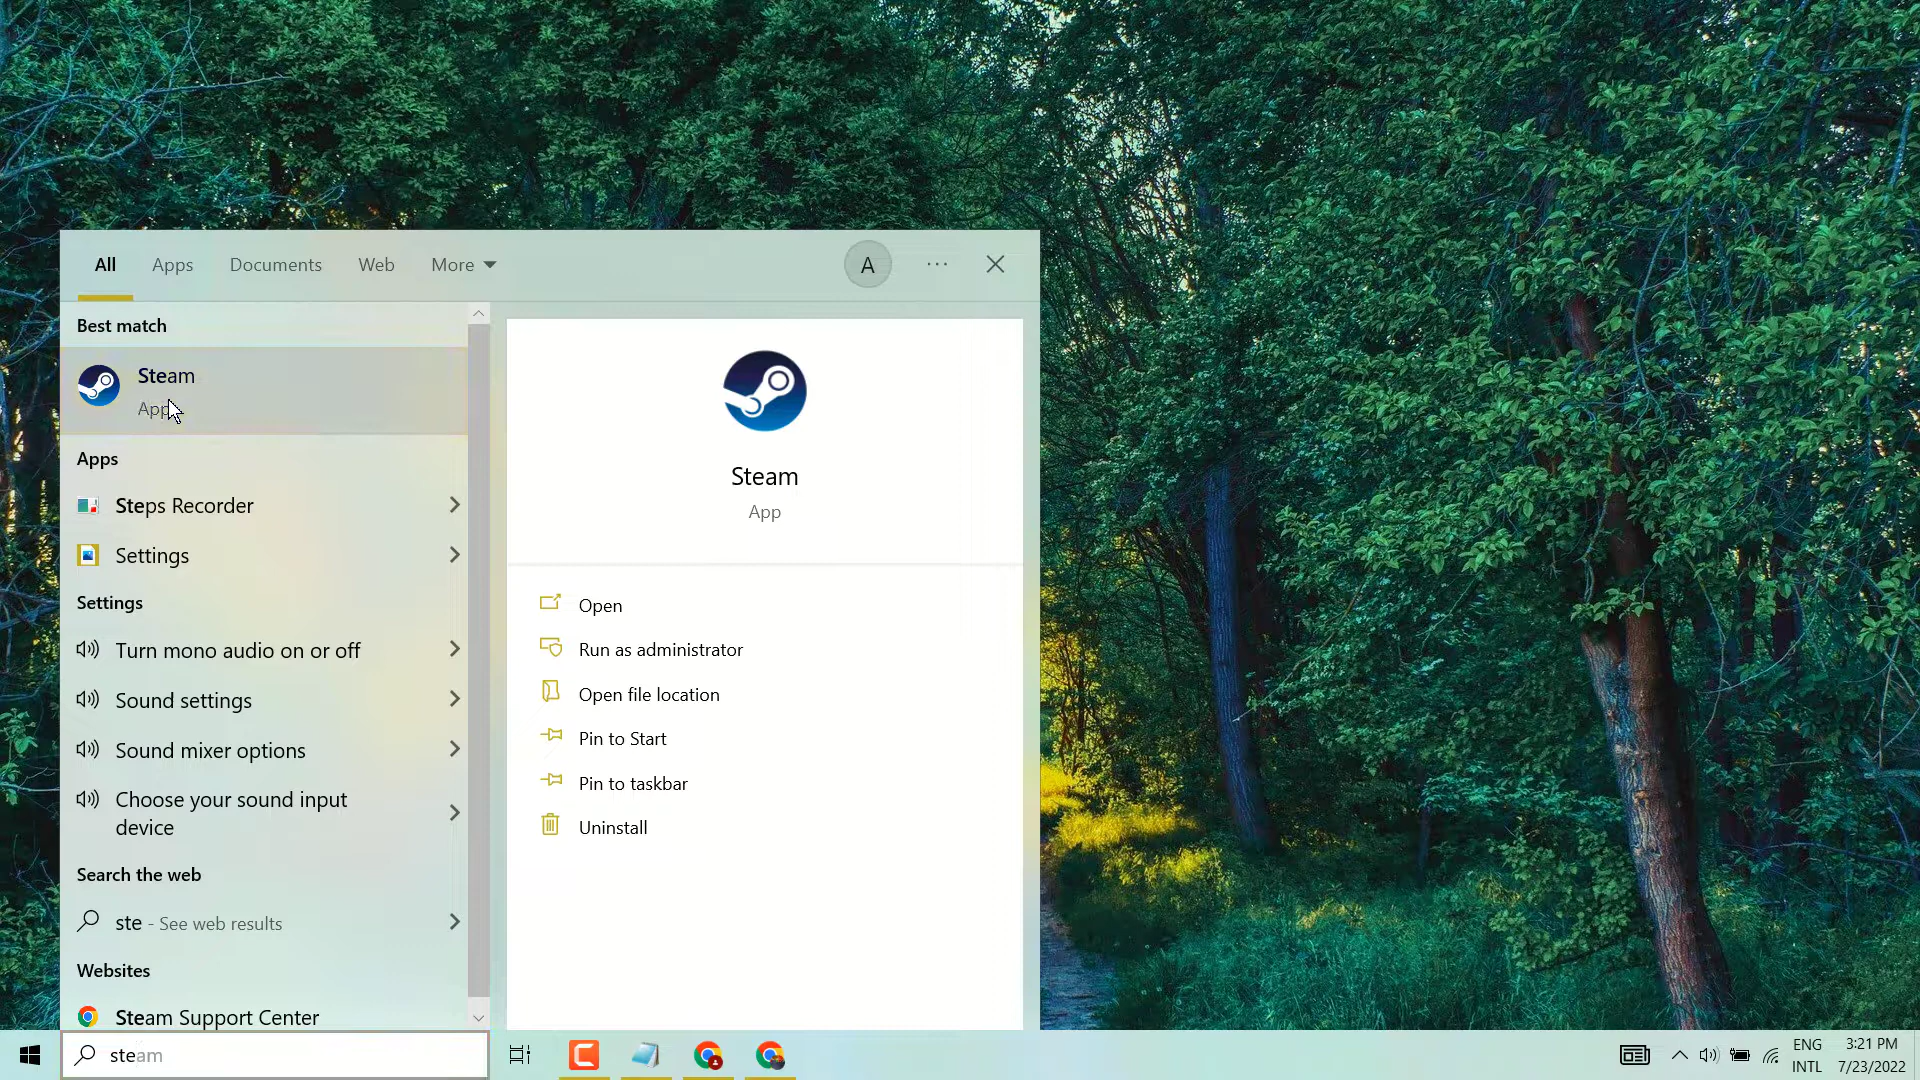 All Apps Documents Web More A
Best match
Steam
App
Apps
Steps Recorder
Settings
Settings
Turn mono audio on or off
Sound settings
Sound mixer options
Choose your sound input
device
Search the web
ste - See web results
Websites
Steam Support Center
Steam
App
Open
Run as administrator
Open file location
Pin to Start
Pin to taskbar
Uninstall
steam
ENG
INTL
3:21 PM
7/23/2022